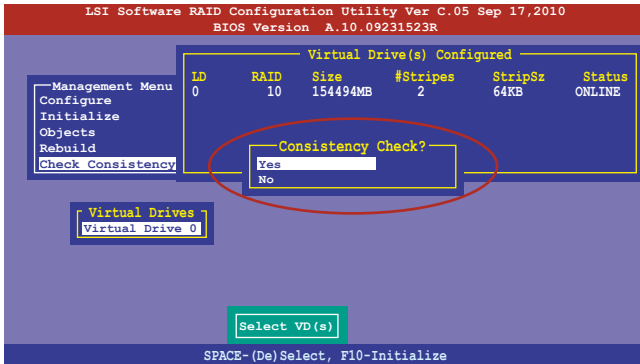 LSI Software RAID Configuration Utility Ver C.05 Sep 17,2010
BIOS Version A.10.09231523R
Virtual Drive(s) Configured
LD RAID Size #Stripes StripSz Status
0 10 154494MB 2 64KB ONLINE
Management Menu
Configure
Initialize
Objects
Rebuild
Check Consistency
Consistency Check?
Yes
No
Virtual Drives
Virtual Drive 0
Select VD(s)
SPACE-(De)Select, F10-Initialize